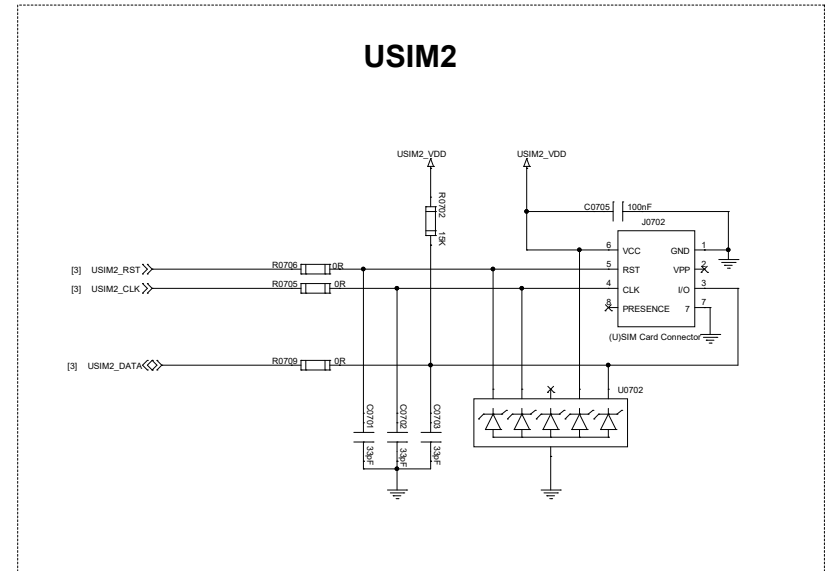 USIM2
USIM2_VDD
USIM2_VDD
R0702
15K
C0705
100nF
J0702
6
VCC
GND
1
[3]
USIM2_RST
R0706
0R
5
RST
VPP
2
[3]
USIM2_CLK
R0705
0R
4
CLK
I/O
3
8
PRESENCE
7
7
(U)SIM Card Connector
[3]
USIM2_DATA
R0709
0R
U0702
C0701
33pF
C0702
33pF
C0703
33pF